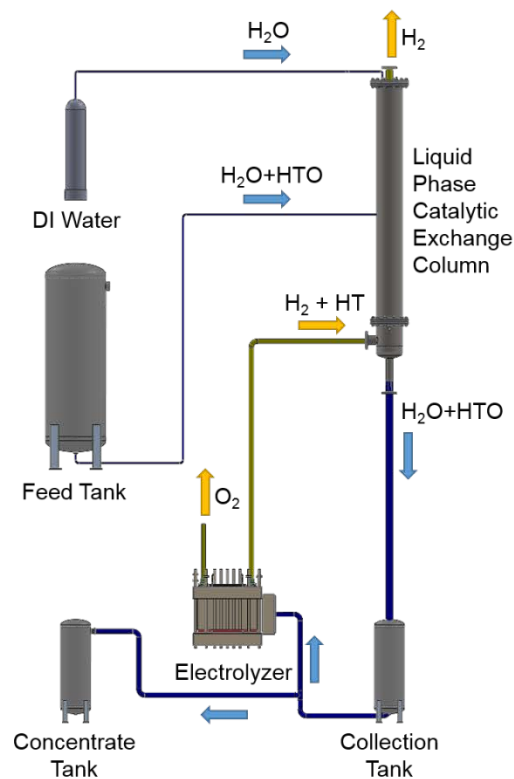 H₂O
H₂
DI Water
H₂O+HTO
Liquid
Phase
Catalytic
Exchange
Column
H₂ + HT
H₂O+HTO
Feed Tank
O₂
Electrolyzer
Concentrate
Tank
Collection
Tank